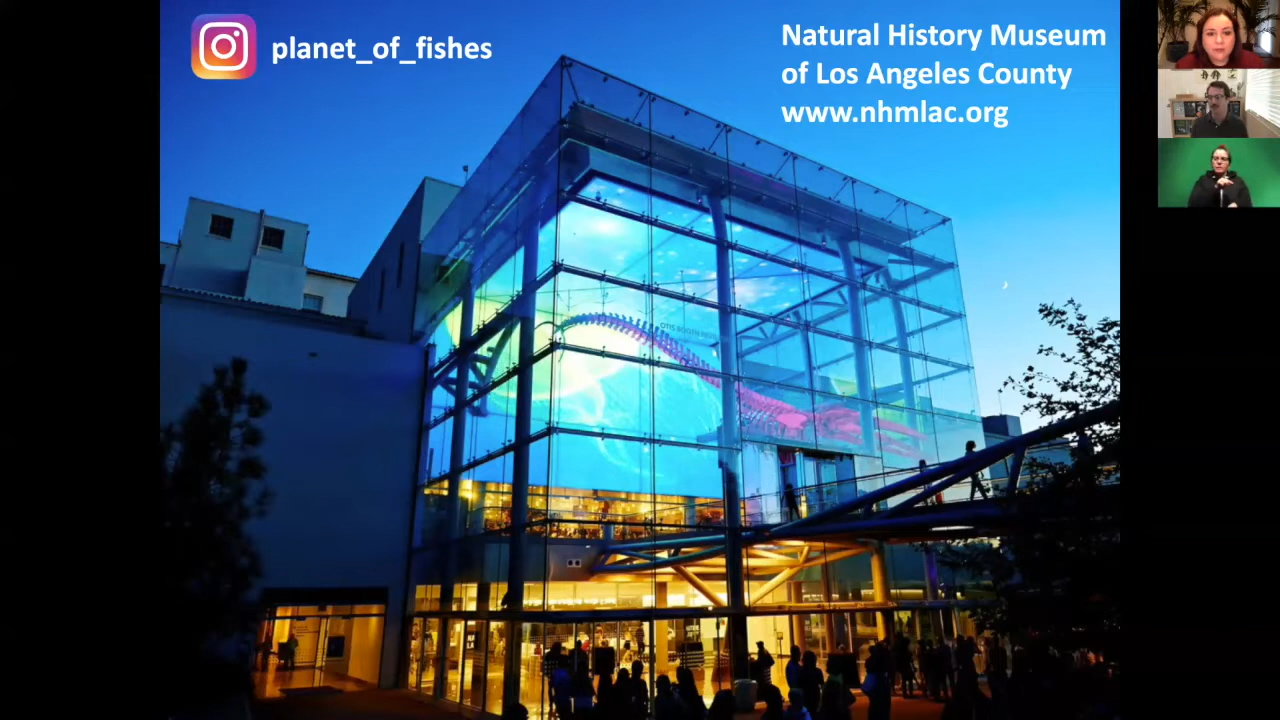 planet_of_fishes
Natural History Museum
of Los Angeles County
www.nhmlac.org